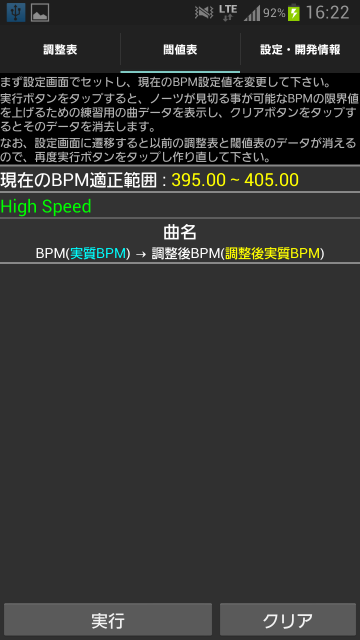 LTE 92% 16:22
調整表 閾値表 設定・開発情報
まず設定画面でセットし、現在のBPM設定値を変更して下さい。
実行ボタンをタップすると、ノーツが見切る事が可能なBPMの限界値
を上げるための練習用の曲データを表示し、クリアボタンをタップす
るとそのデータを消去します。
なお、設定画面に遷移すると以前の調整表と閾値表のデータが消える
ので、再度実行ボタンをタップし作り直して下さい。
現在のBPM適正範囲 : 395.00 ~ 405.00
High Speed
曲名
BPM(実質BPM) → 調整後BPM(調整後実質BPM)
実行 クリア